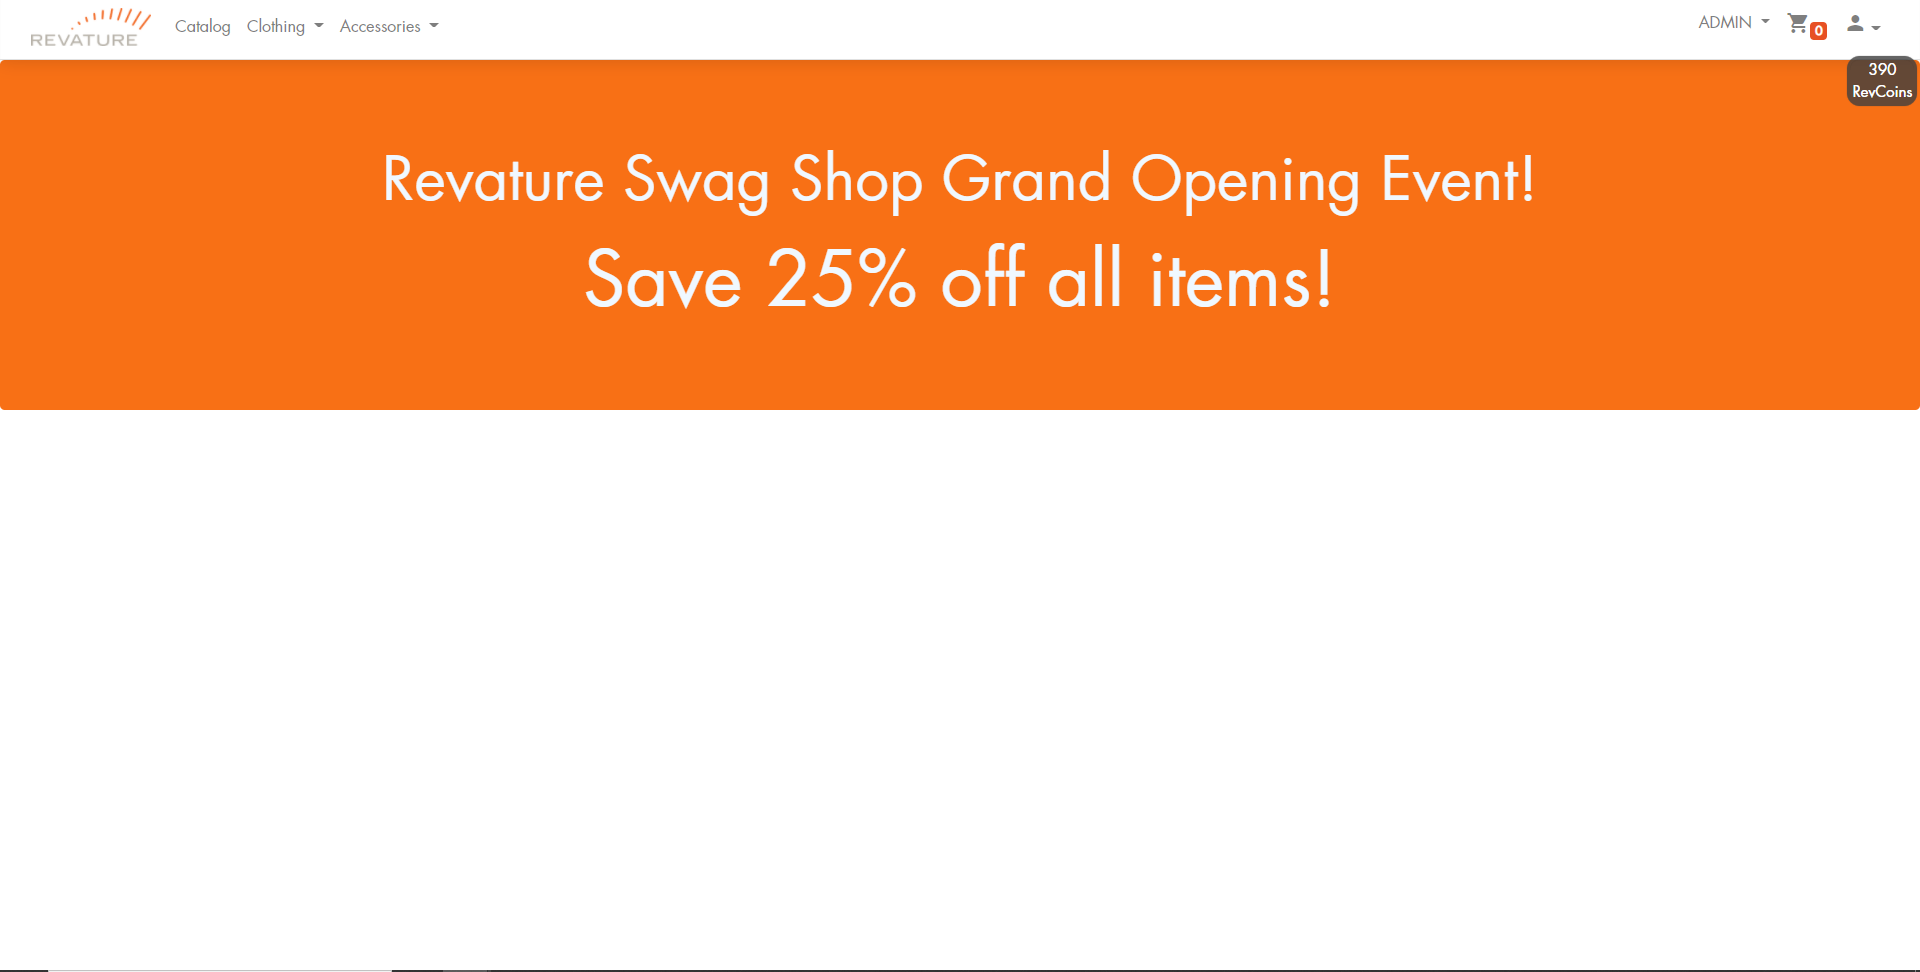 REVATURE
Catalog Clothing Accessories ADMIN 0
390
RevCoins
Revature Swag Shop Grand Opening Event!
Save 25% off all items!